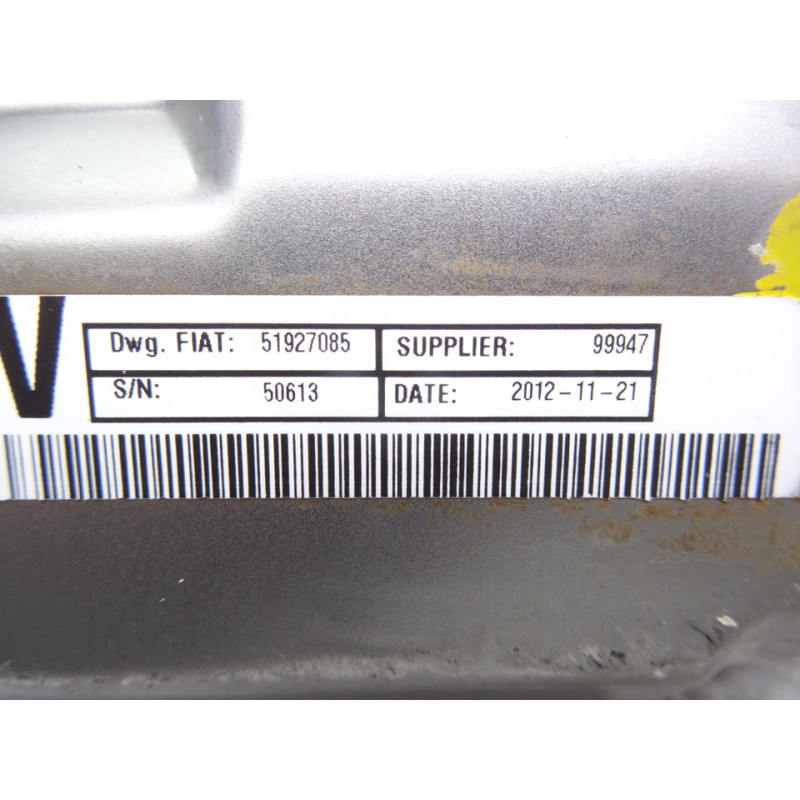 V
Dwg. FIAT: 51927085 SUPPLIER: 99947
S/N: 50613 DATE: 2012-11-21